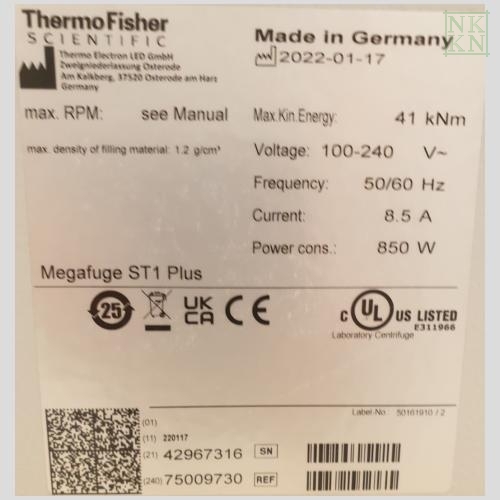 ThermoFisher
SCIENTIFIC
Thermo Electron LED GmbH
Zweigniederlassung Osterode
Am Kalkberg, 37520 Osterode am Harz
Germany
Made in Germany
2022-01-17
NK
KN
max. RPM: see Manual
max. density of filling material: 1.2 g/cm³
Max.Kin.Energy: 41 kNm
Voltage: 100-240 V~
Frequency: 50/60 Hz
Current: 8.5 A
Power cons.: 850 W
Megafuge ST1 Plus
25
UK
CA
CE
C UL US LISTED
E311966
Laboratory Centrifuge
Label-No.: 50161910 / 2
(01)
(11) 220117
(21) 42967316 SN
(240) 75009730 REF